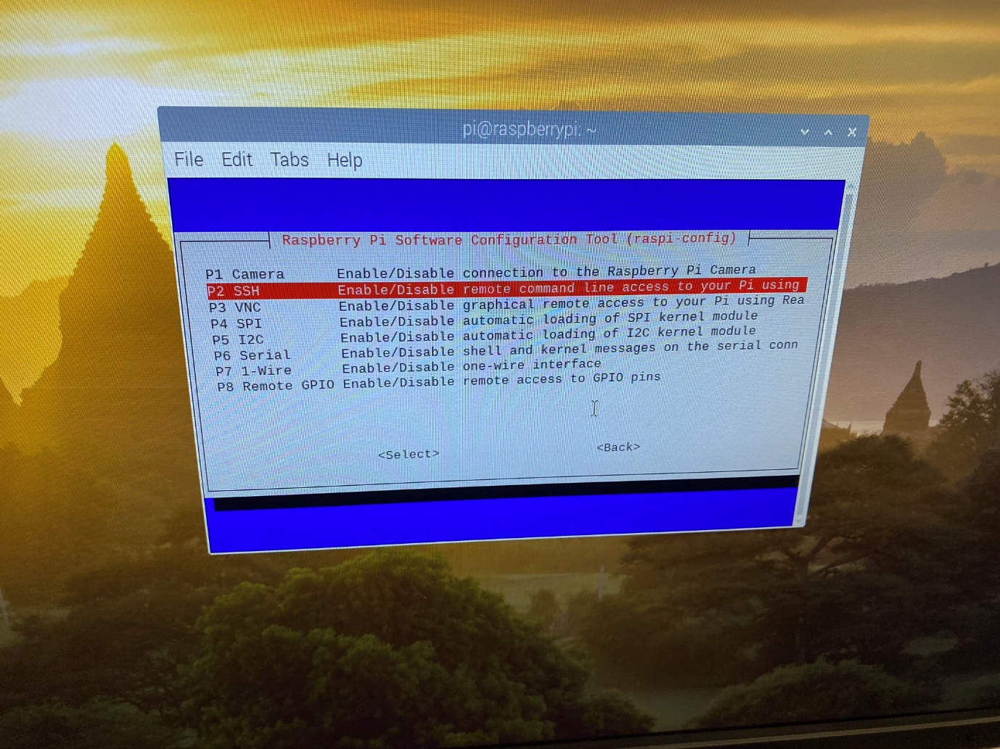 pi@raspberrypi: ~
File Edit Tabs Help
Raspberry Pi Software Configuration Tool (raspi-config)
P1 Camera Enable/Disable connection to the Raspberry Pi Camera
P2 SSH Enable/Disable remote command line access to your Pi using
P3 VNC Enable/Disable graphical remote access to your Pi using Rea
P4 SPI Enable/Disable automatic loading of SPI kernel module
P5 I2C Enable/Disable automatic loading of I2C kernel module
P6 Serial Enable/Disable shell and kernel messages on the serial conn
P7 1-Wire Enable/Disable one-wire interface
P8 Remote GPIO Enable/Disable remote access to GPIO pins
<Select> <Back>